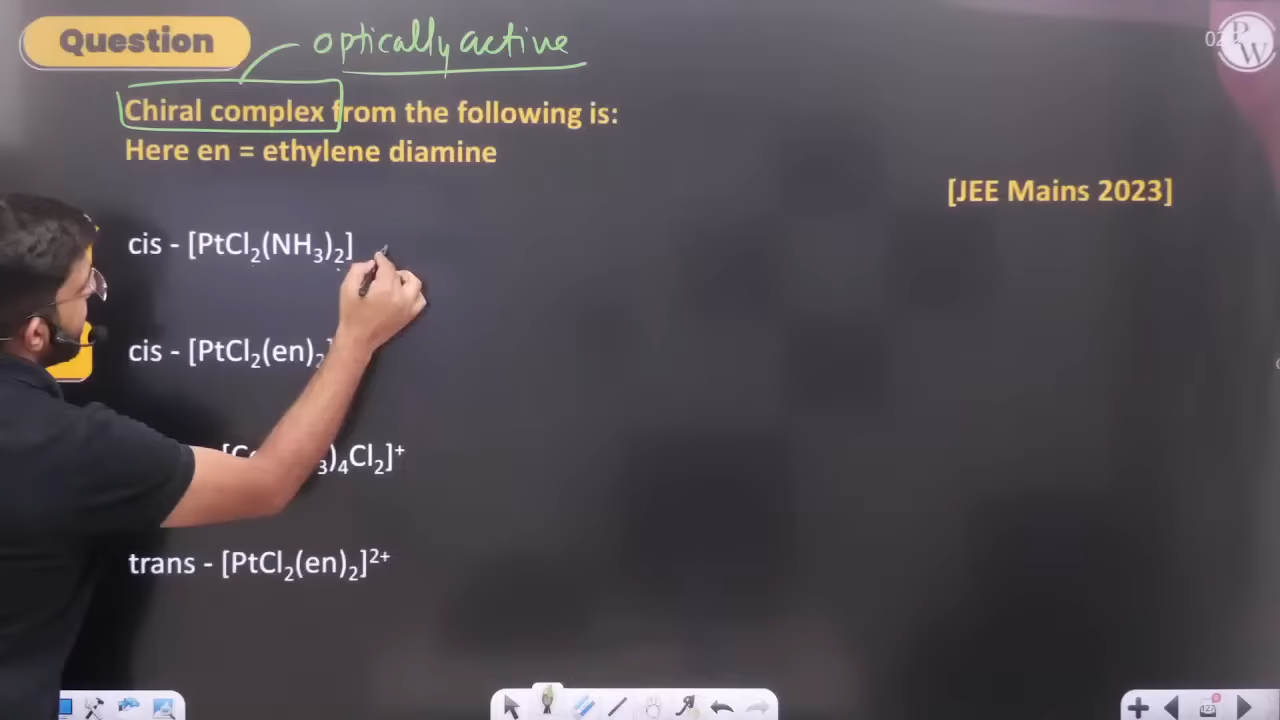 Question
optically active
Chiral complex from the following is:
Here en = ethylene diamine
[JEE Mains 2023]
cis - [PtCl₂(NH₃)₂]
cis - [PtCl₂(en)₂]
₃)₄Cl₂]⁺
trans - [PtCl₂(en)₂]²⁺
PW